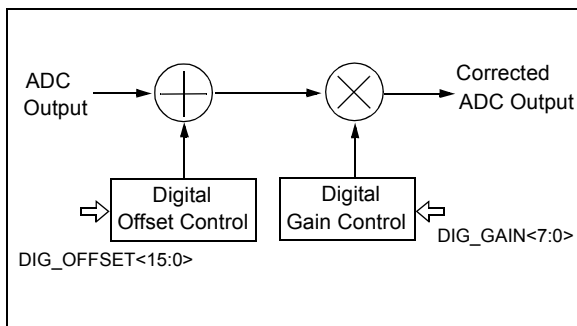 ADC
Output
Corrected
ADC Output
Digital
Offset Control
Digital
Gain Control
DIG_OFFSET<15:0>
DIG_GAIN<7:0>